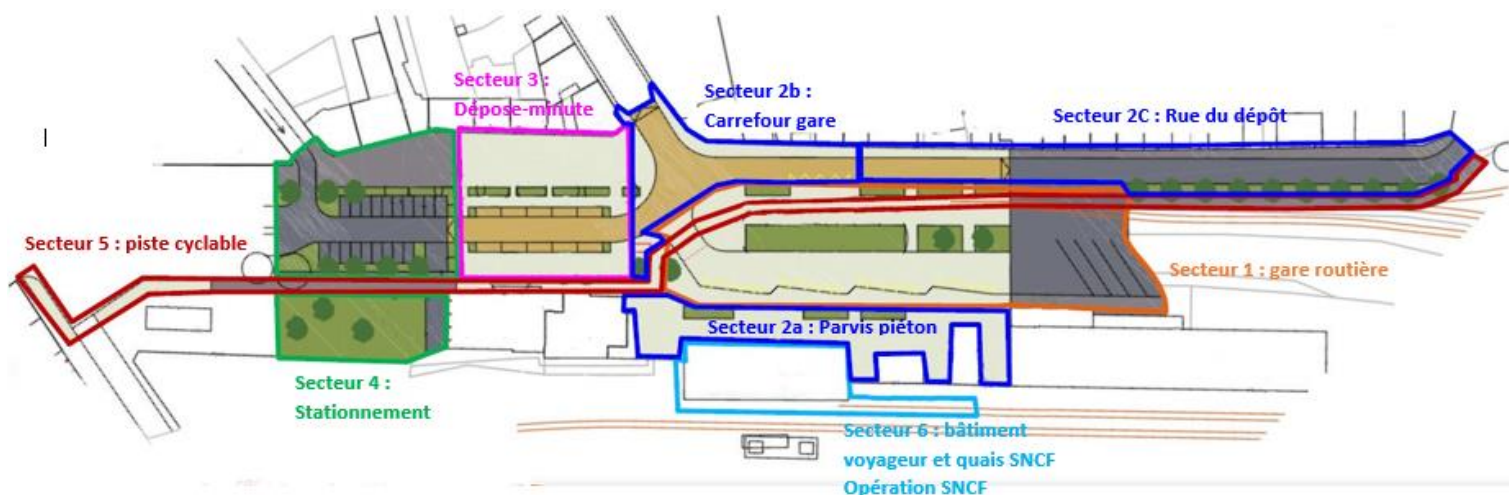 Secteur 3 :
Dépose-minute
Secteur 2b :
Carrefour gare
Secteur 2C : Rue du dépôt
Secteur 5 : piste cyclable
Secteur 1 : gare routière
Secteur 2a : Parvis piéton
Secteur 4 :
Stationnement
Secteur 6 : bâtiment
voyageur et quais SNCF
Opération SNCF